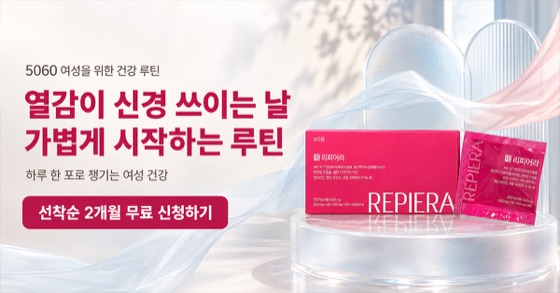 5060 여성을 위한 건강 루틴
열감이 신경 쓰이는 날
가볍게 시작하는 루틴
하루 한 포로 챙기는 여성 건강
선착순 2개월 무료 신청하기
리피어라
REPIERA
리피어라
REPIERA